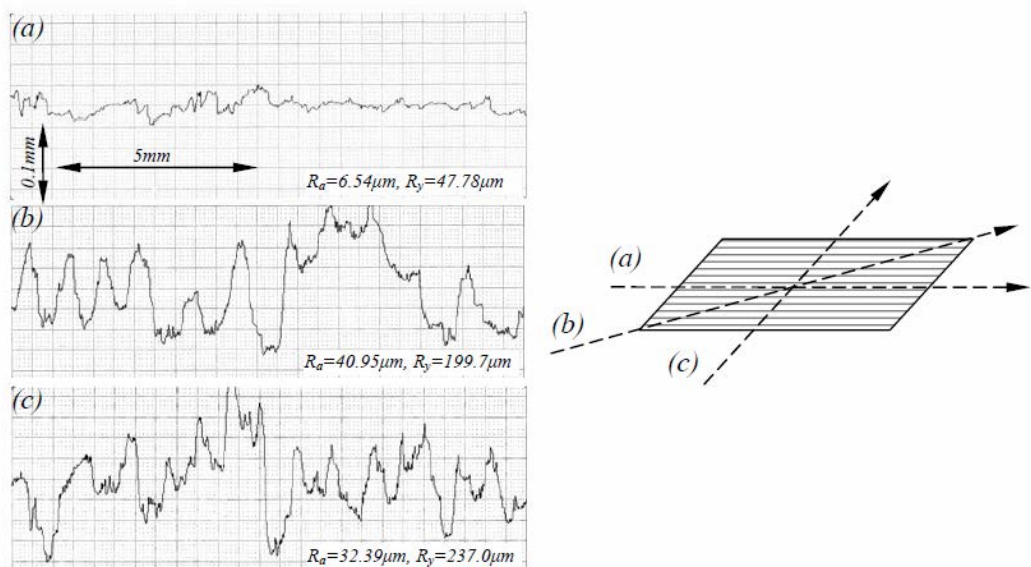 (a)
0.1mm
5mm
Ra=6.54μm, Ry=47.78μm
(b)
Ra=40.95μm, Ry=199.7μm
(c)
Ra=32.39μm, Ry=237.0μm
(a)
(b)
(c)